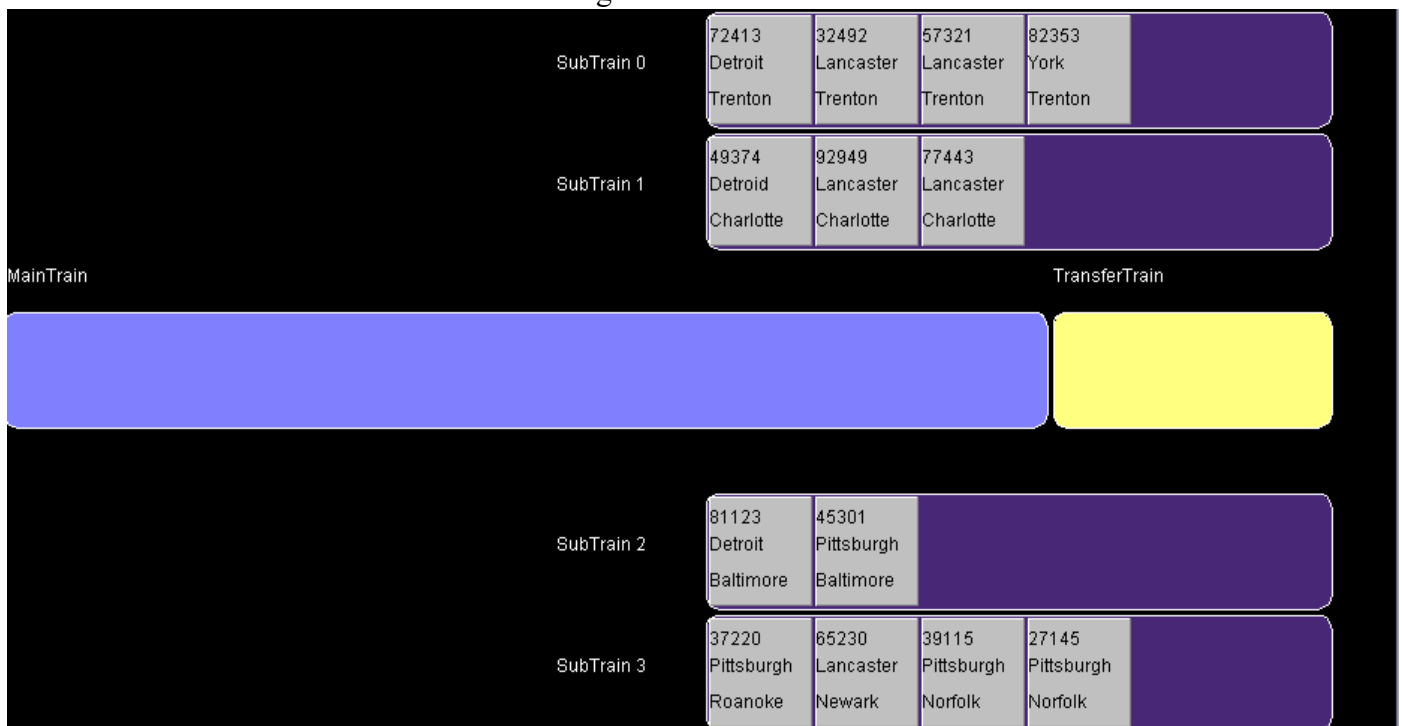 72413 32492 57321 82353
SubTrain 0 Detroit Lancaster Lancaster York
Trenton Trenton Trenton Trenton
49374 92949 77443
SubTrain 1 Detroid Lancaster Lancaster
Charlotte Charlotte Charlotte
MainTrain TransferTrain
81123 45301
SubTrain 2 Detroit Pittsburgh
Baltimore Baltimore
37220 65230 39115 27145
SubTrain 3 Pittsburgh Lancaster Pittsburgh Pittsburgh
Roanoke Newark Norfolk Norfolk